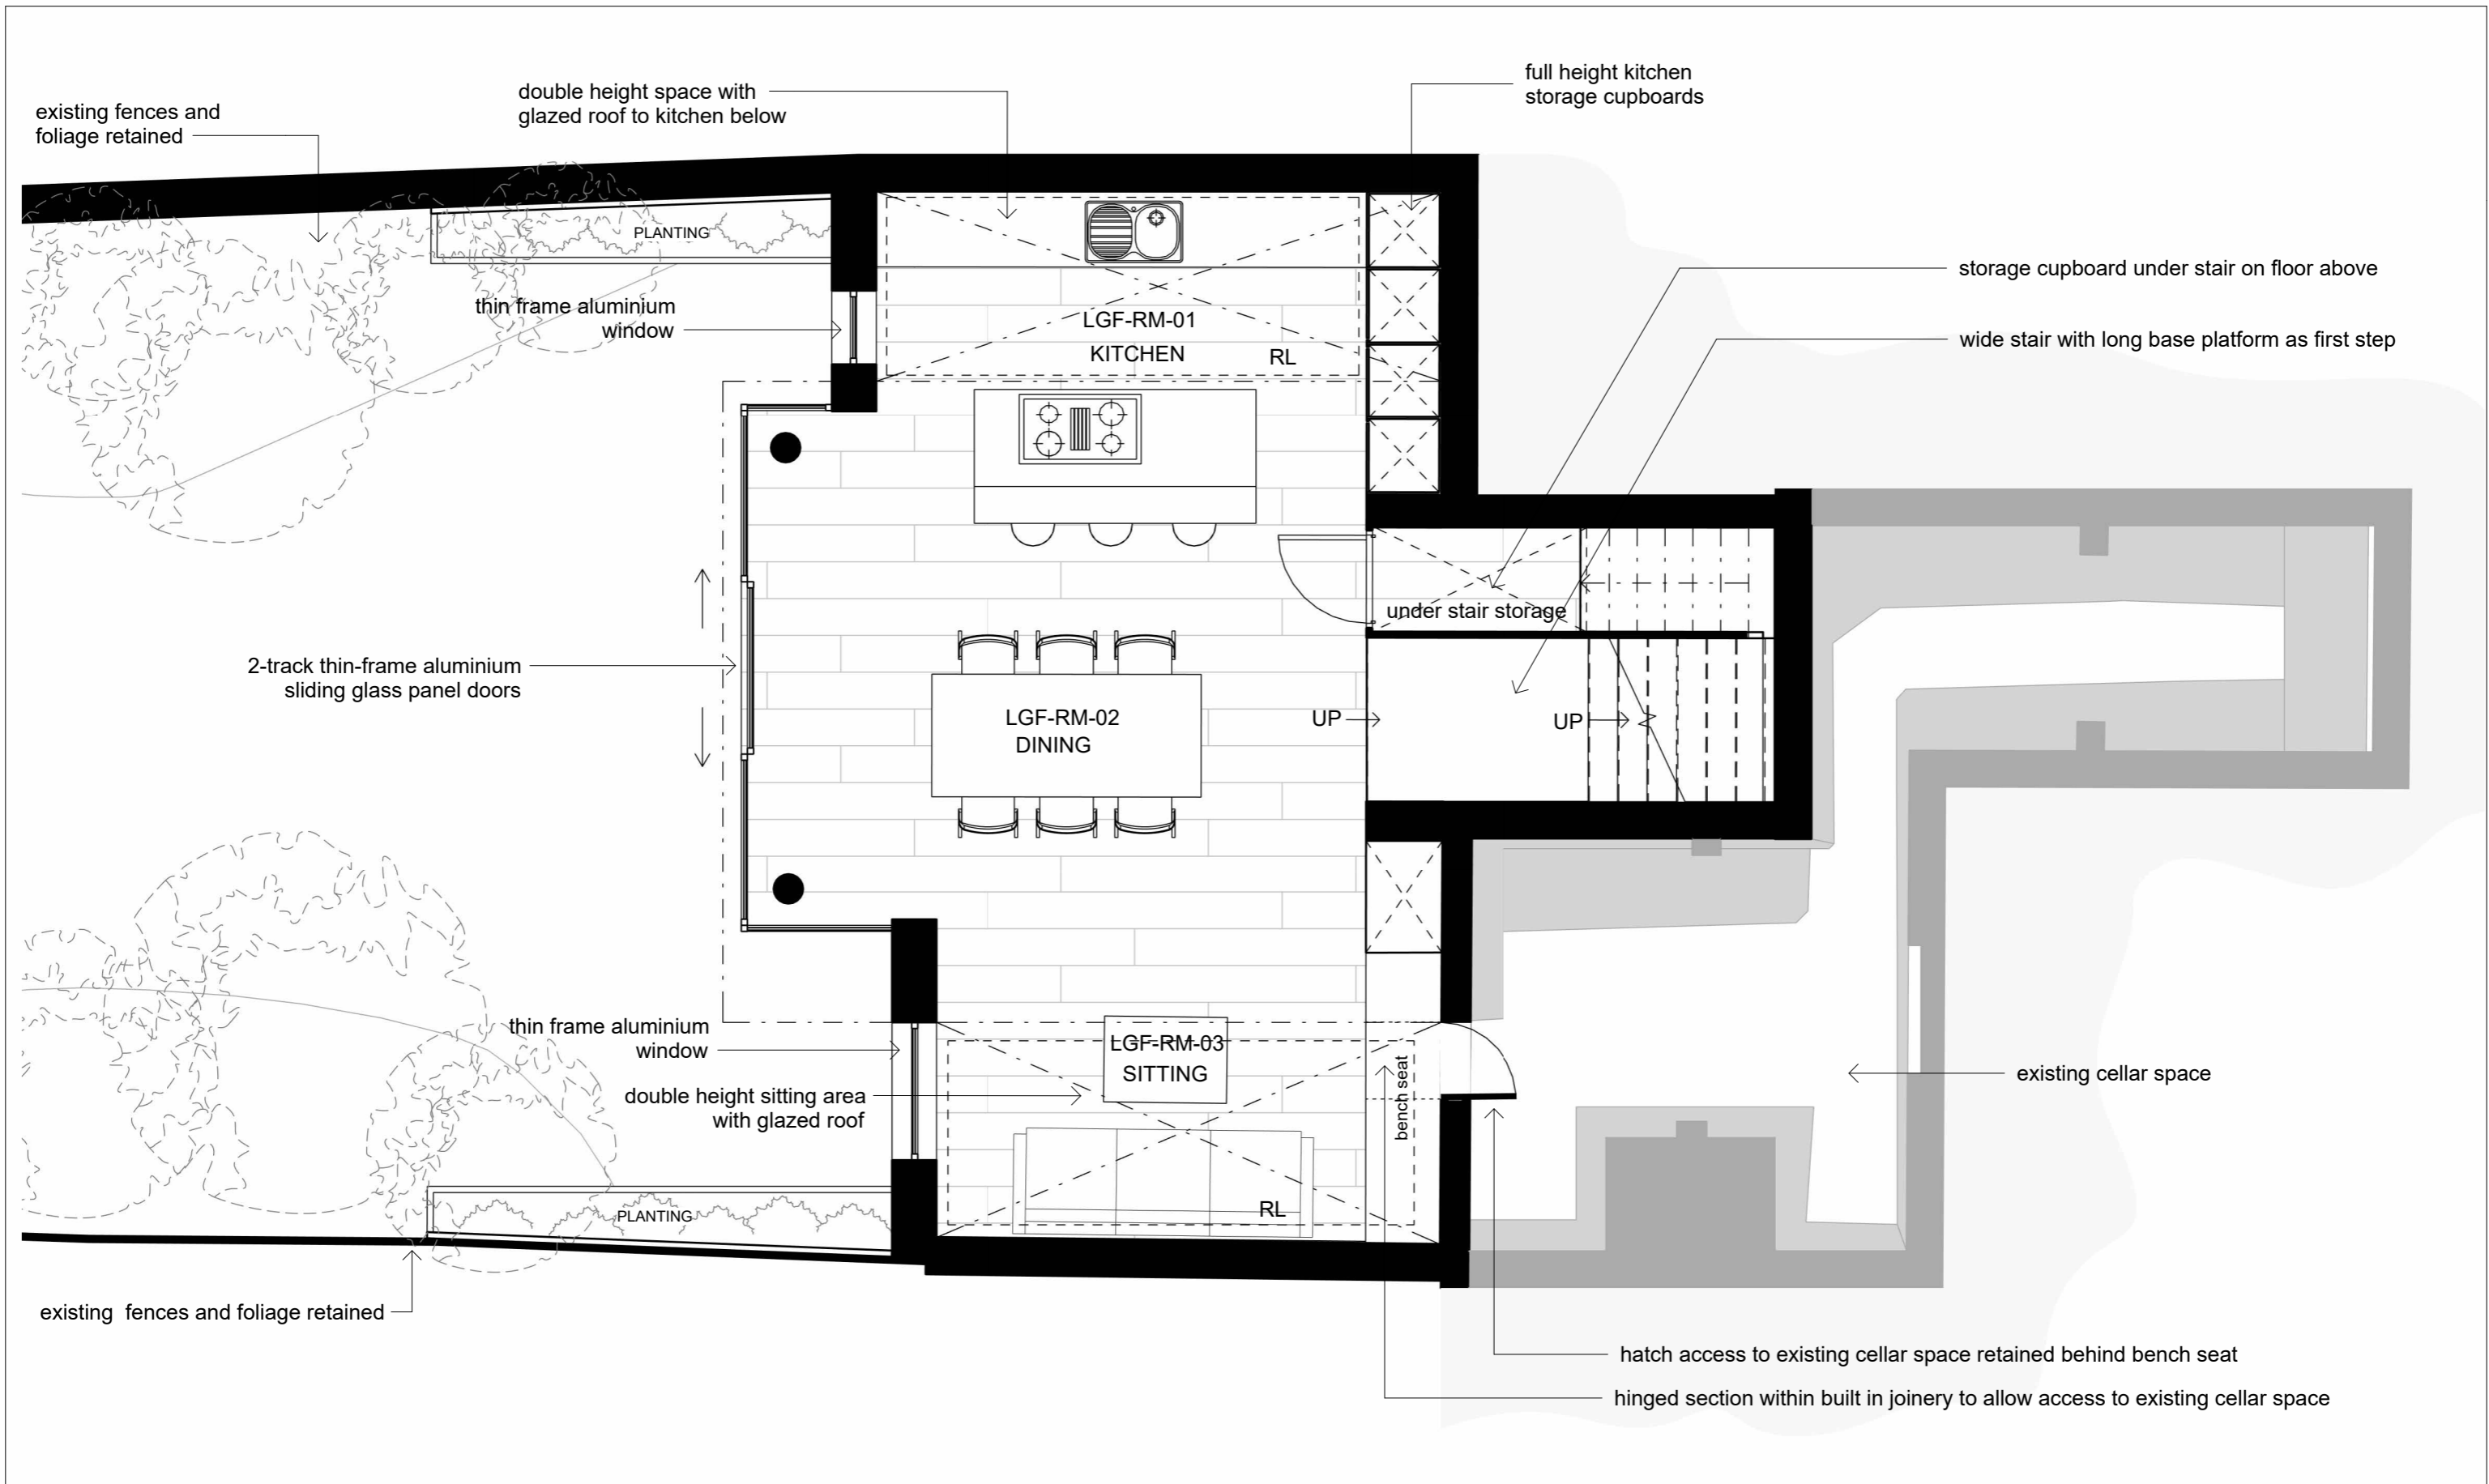 full height kitchen
storage cupboards
double height space with
glazed roof to kitchen below
existing fences and
foliage retained
PLANTING
storage cupboard under stair on floor above
thin frame aluminium
window
LGF-RM-01
KITCHEN
RL
wide stair with long base platform as first step
under stair storage
2-track thin-frame aluminium
sliding glass panel doors
LGF-RM-02
DINING
UP
UP
thin frame aluminium
window
LGF-RM-03
SITTING
bench seat
existing cellar space
double height sitting area
with glazed roof
RL
PLANTING
existing fences and foliage retained
hatch access to existing cellar space retained behind bench seat
hinged section within built in joinery to allow access to existing cellar space